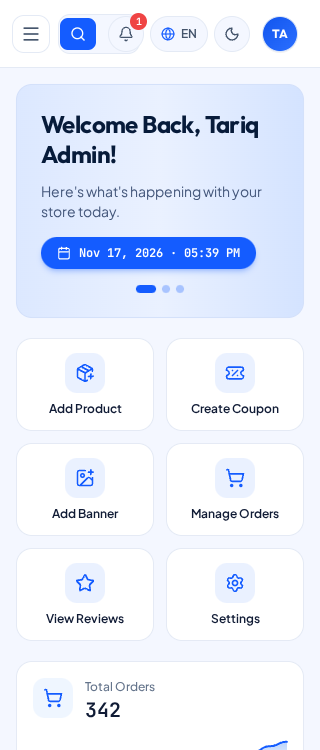 1
EN
TA
Welcome Back, Tariq
Admin!
Here's what's happening with your
store today.
Nov 17, 2026 · 05:39 PM
Add Product
Create Coupon
Add Banner
Manage Orders
View Reviews
Settings
Total Orders
342